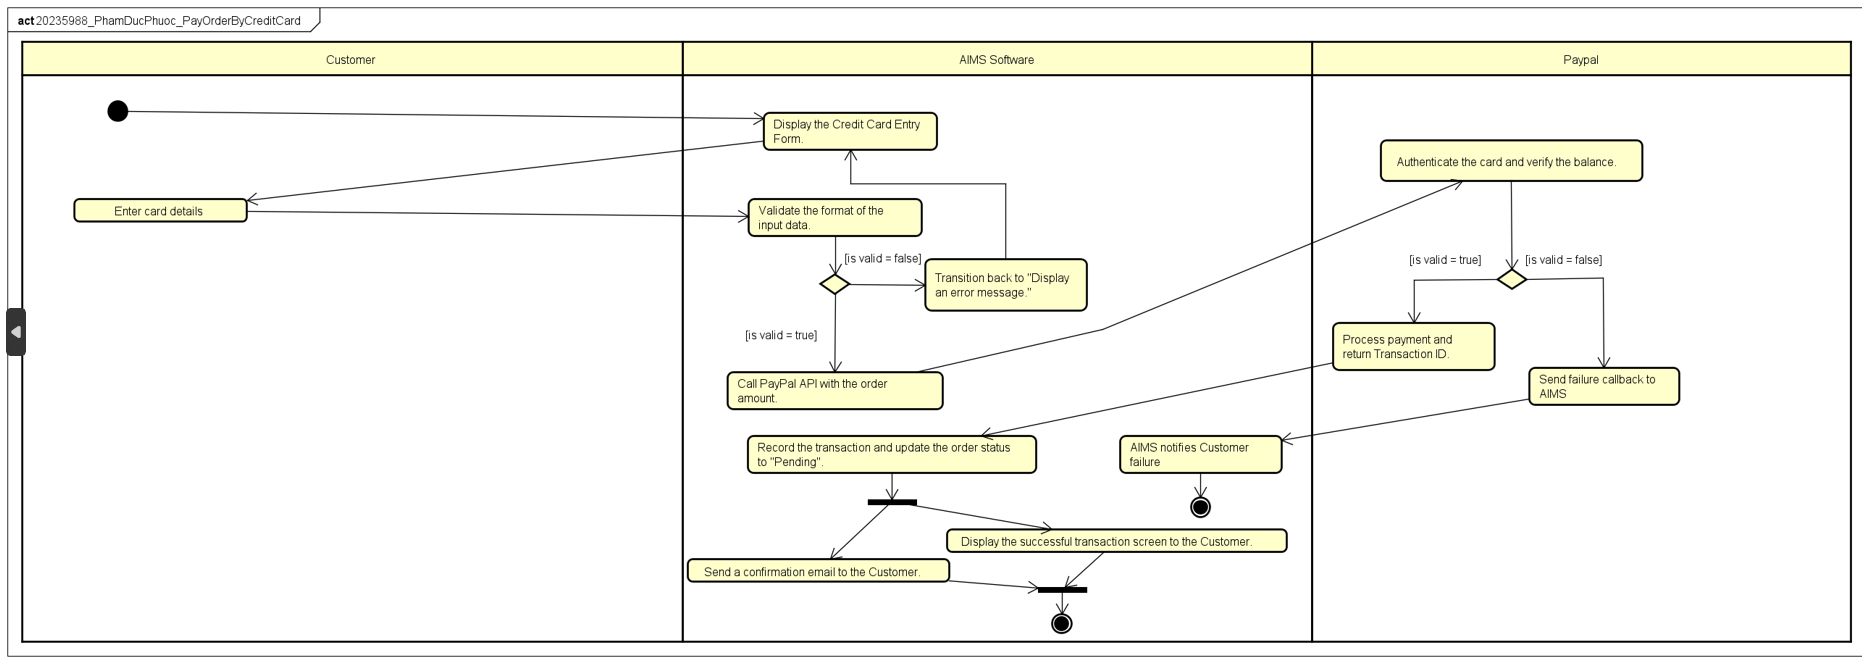 act 20235988_PhamDucPhuoc_PayOrderByCreditCard
Customer
AIMS Software
Paypal
Display the Credit Card Entry
Form.
Authenticate the card and verify the balance.
Enter card details
Validate the format of the
input data.
[is valid = false]
Transition back to "Display
an error message."
[is valid = true]
[is valid = true]
[is valid = false]
Process payment and
return Transaction ID.
Call PayPal API with the order
amount.
Send failure callback to
AIMS
Record the transaction and update the order status
to "Pending".
AIMS notifies Customer
failure
Display the successful transaction screen to the Customer.
Send a confirmation email to the Customer.